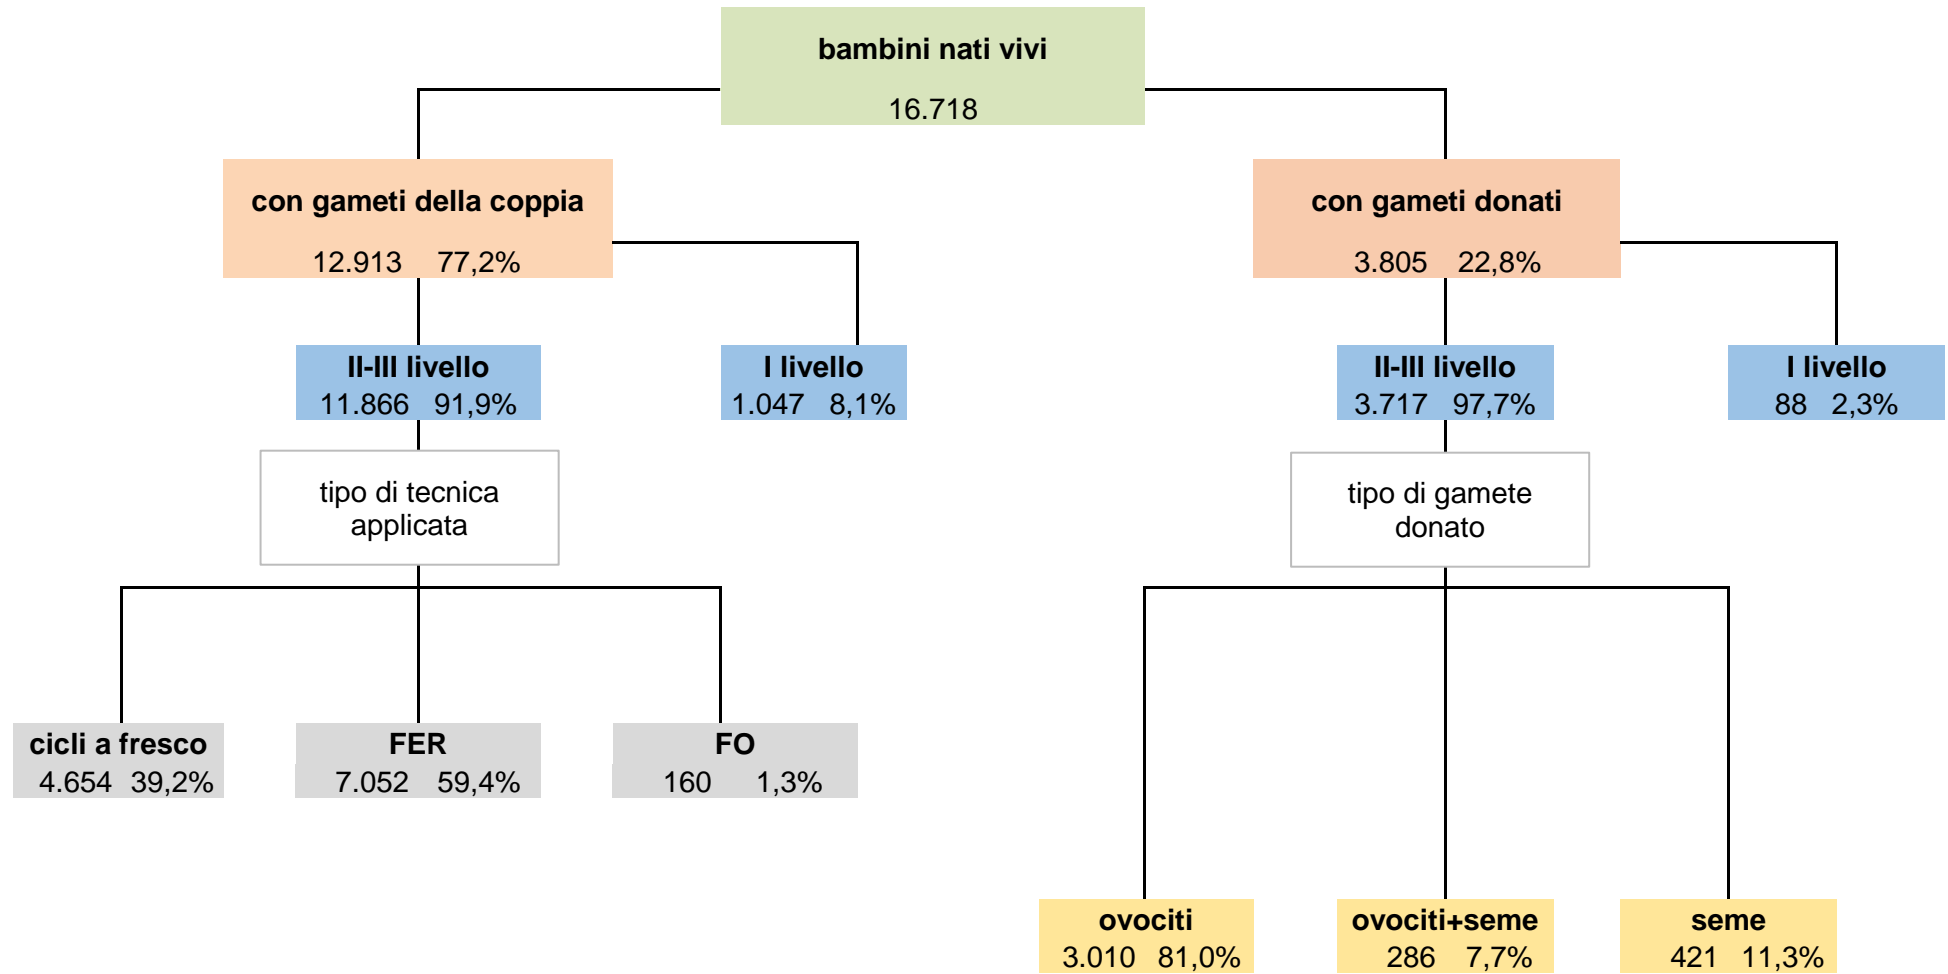 bambini nati vivi
16.718
con gameti della coppia
12.913 77,2%
con gameti donati
3.805 22,8%
II-III livello
11.866 91,9%
I livello
1.047 8,1%
II-III livello
3.717 97,7%
I livello
88 2,3%
tipo di tecnica
applicata
tipo di gamete
donato
cicli a fresco
4.654 39,2%
FER
7.052 59,4%
FO
160 1,3%
ovociti
3.010 81,0%
ovociti+seme
286 7,7%
seme
421 11,3%